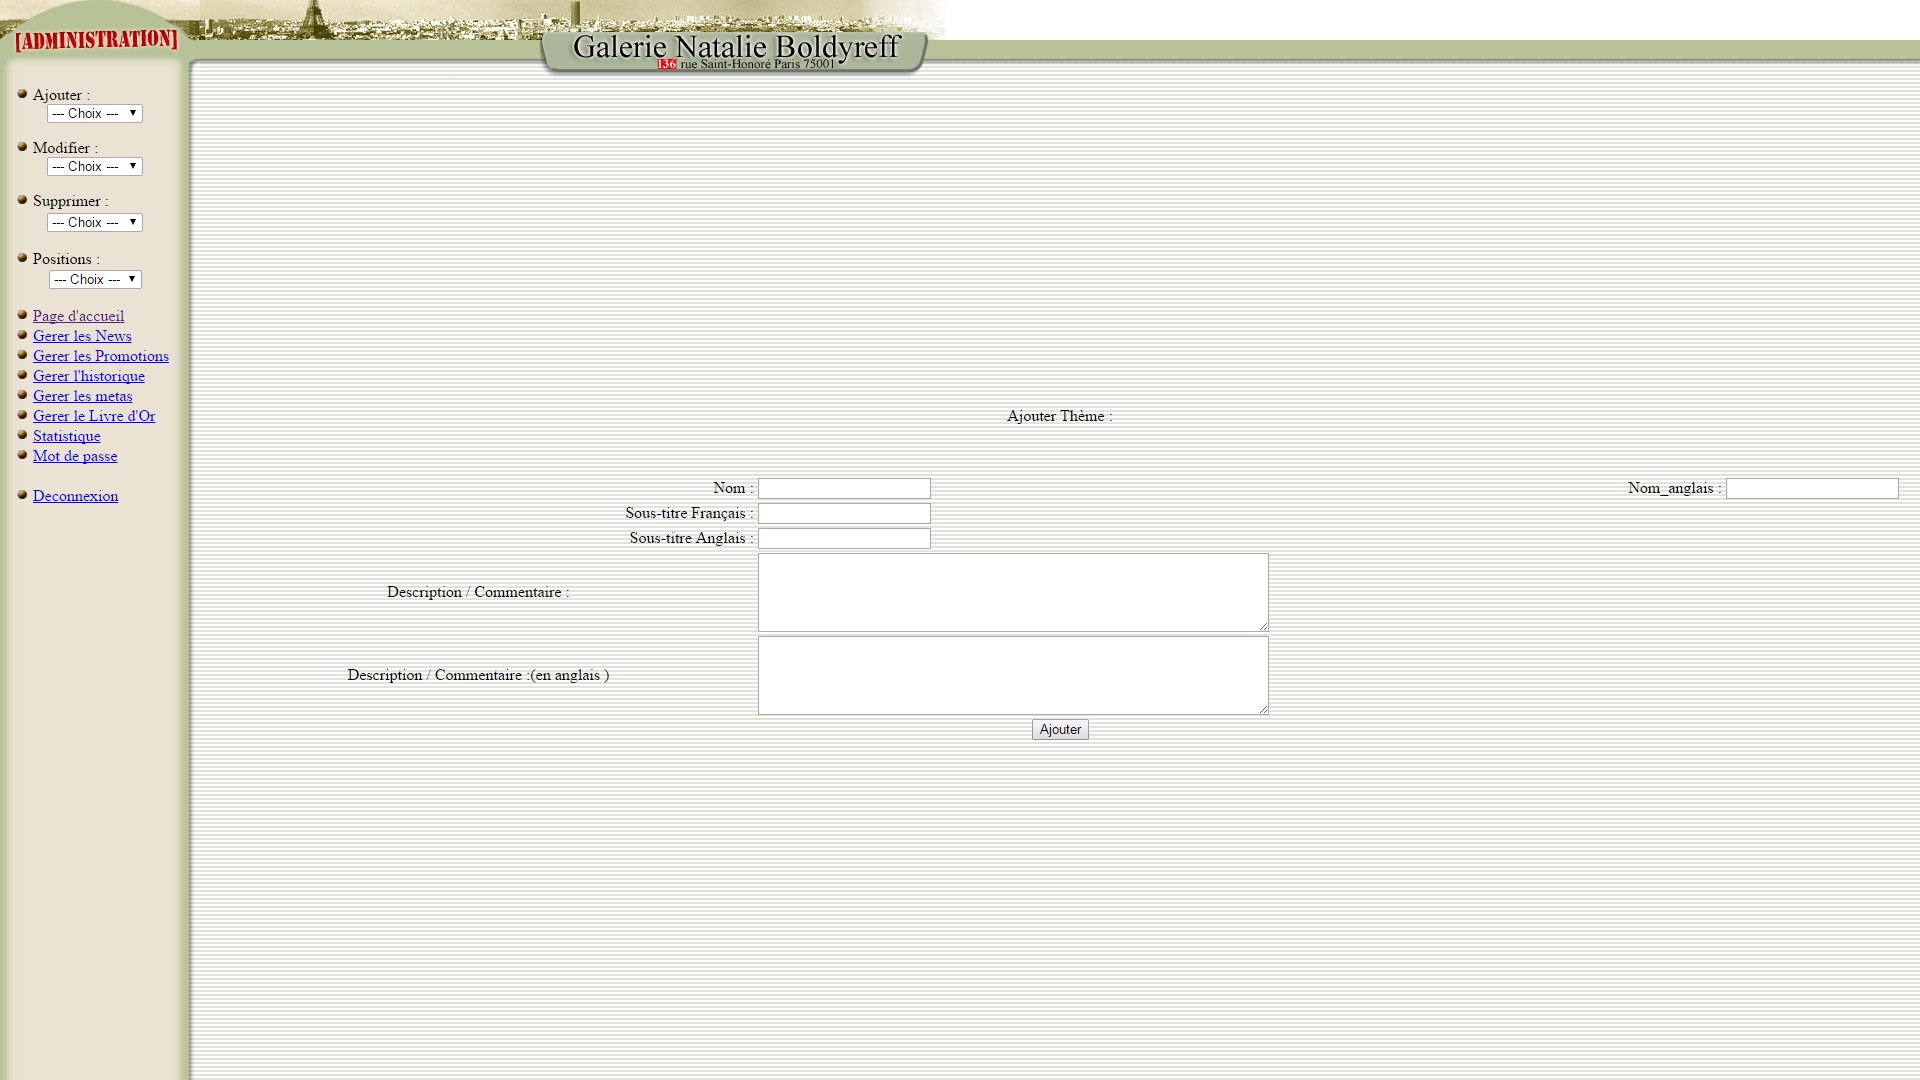 [ADMINISTRATION]
Galerie Natalie Boldyreff
136 rue Saint-Honoré Paris 75001
Ajouter :
--- Choix ---
Modifier :
--- Choix ---
Supprimer :
--- Choix ---
Positions :
--- Choix ---
Page d'accueil
Gerer les News
Gerer les Promotions
Gerer l'historique
Gerer les metas
Gerer le Livre d'Or
Statistique
Mot de passe
Deconnexion
Ajouter Thème :
Nom :
Nom_anglais :
Sous-titre Français :
Sous-titre Anglais :
Description / Commentaire :
Description / Commentaire :(en anglais )
Ajouter